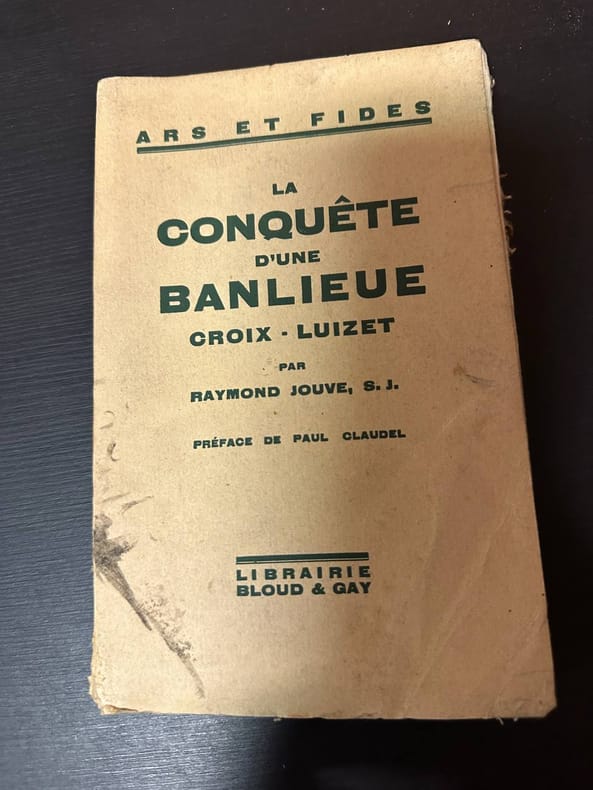 ARS ET FIDES
LA
CONQUÊTE
D'UNE
BANLIEUE
CROIX - LUIZET
PAR
RAYMOND JOUVE, S. J.
PRÉFACE DE PAUL CLAUDEL
LIBRAIRIE
BLOUD & GAY